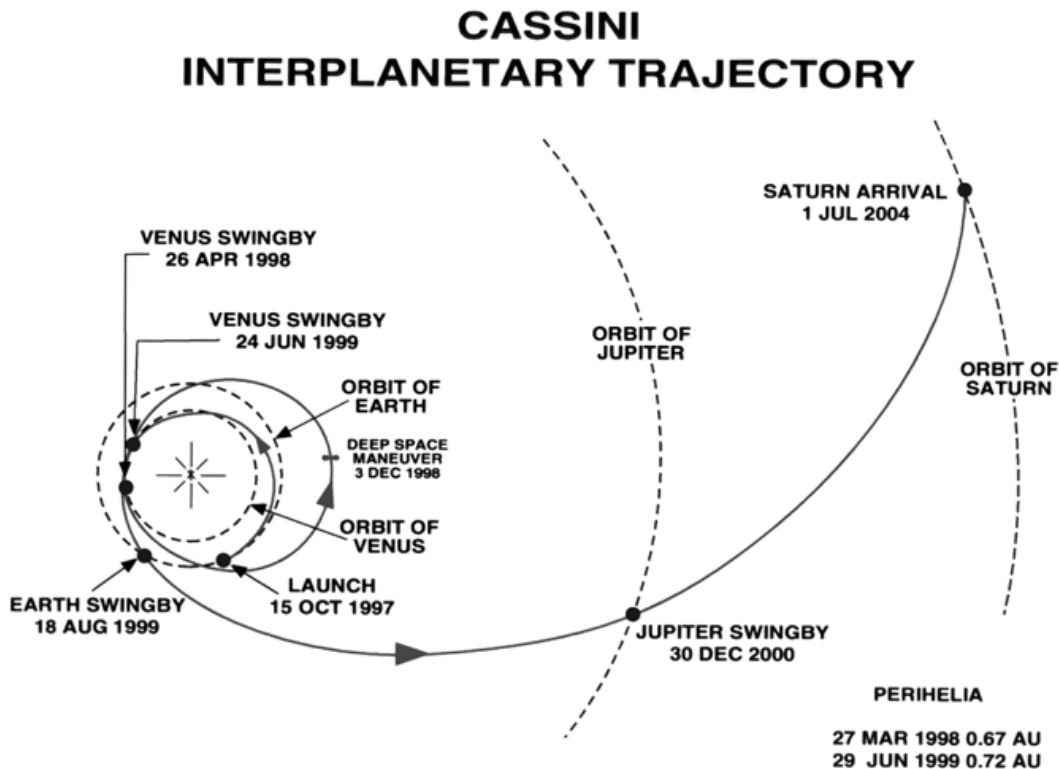 CASSINI
INTERPLANETARY TRAJECTORY
SATURN ARRIVAL
1 JUL 2004
VENUS SWINGBY
26 APR 1998
VENUS SWINGBY
24 JUN 1999
ORBIT OF
JUPITER
ORBIT OF
SATURN
ORBIT OF
EARTH
DEEP SPACE
MANEUVER
3 DEC 1998
ORBIT OF
VENUS
LAUNCH
15 OCT 1997
EARTH SWINGBY
18 AUG 1999
JUPITER SWINGBY
30 DEC 2000
PERIHELIA
27 MAR 1998 0.67 AU
29 JUN 1999 0.72 AU